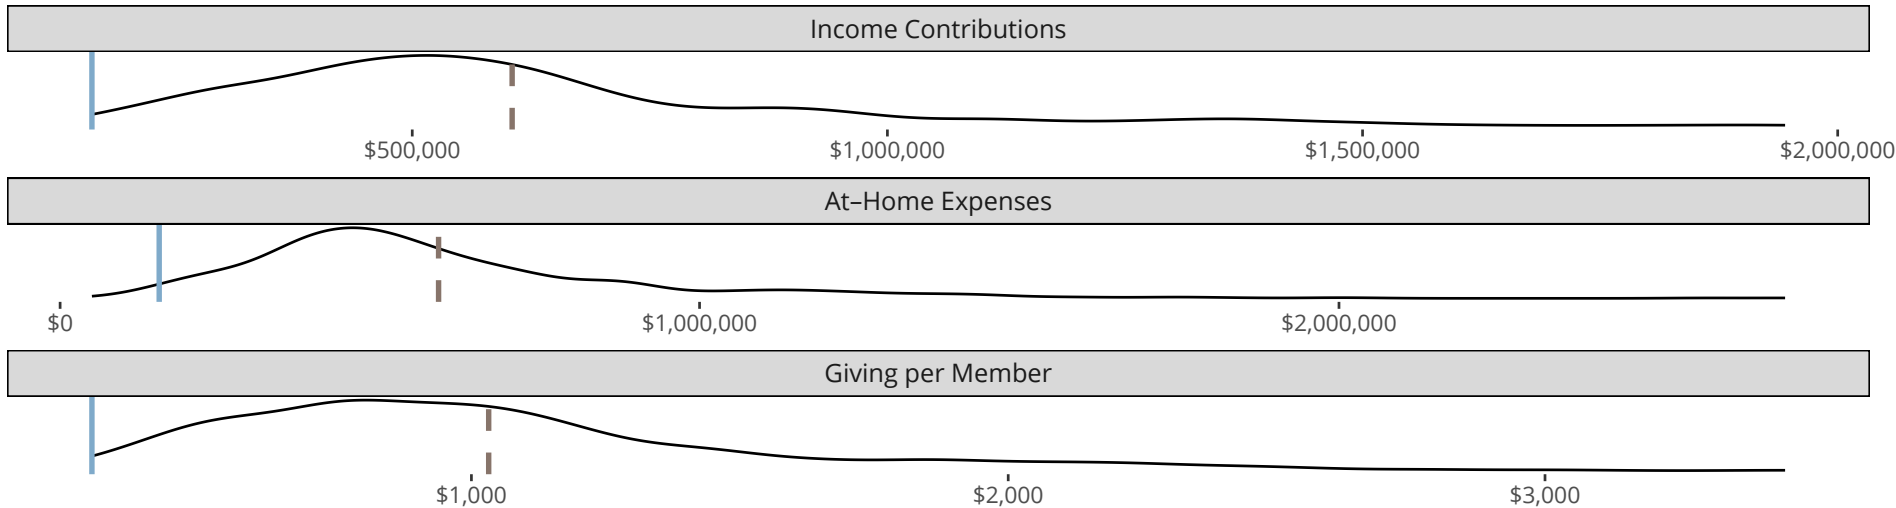 Income Contributions
$500,000 $1,000,000 $1,500,000 $2,000,000
At–Home Expenses
$0 $1,000,000 $2,000,000
Giving per Member
$1,000 $2,000 $3,000